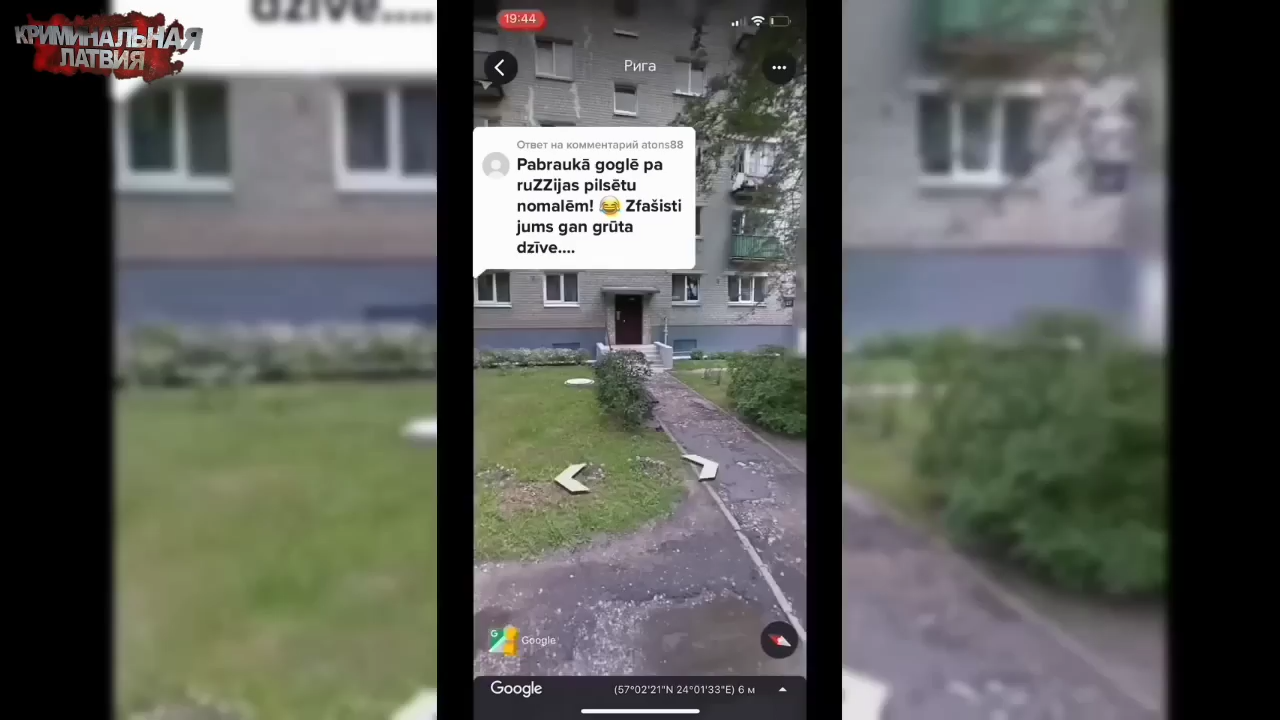 dzīve....
КРИМИНАЛЬНАЯ
ЛАТВИЯ
19:44
Рига
Ответ на комментарий atons88
Pabraukā goglē pa
ruZZijas pilsētu
nomalēm! 😂 Zfašisti
jums gan grūta
dzīve....
G
Google
Google
(57°02'21"N 24°01'33"E) 6 м